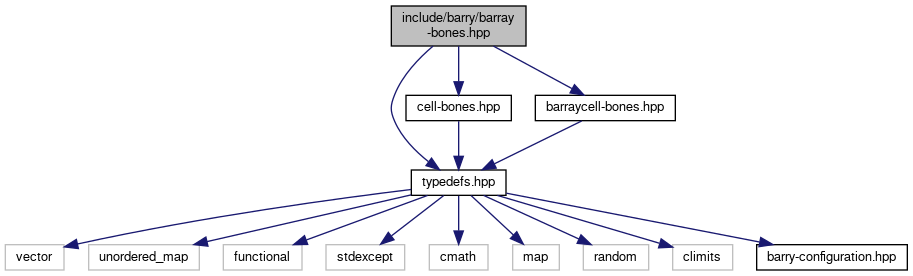 include/barry/barray
-bones.hpp
cell-bones.hpp
barraycell-bones.hpp
typedefs.hpp
vector
unordered_map
functional
stdexcept
cmath
map
random
climits
barry-configuration.hpp